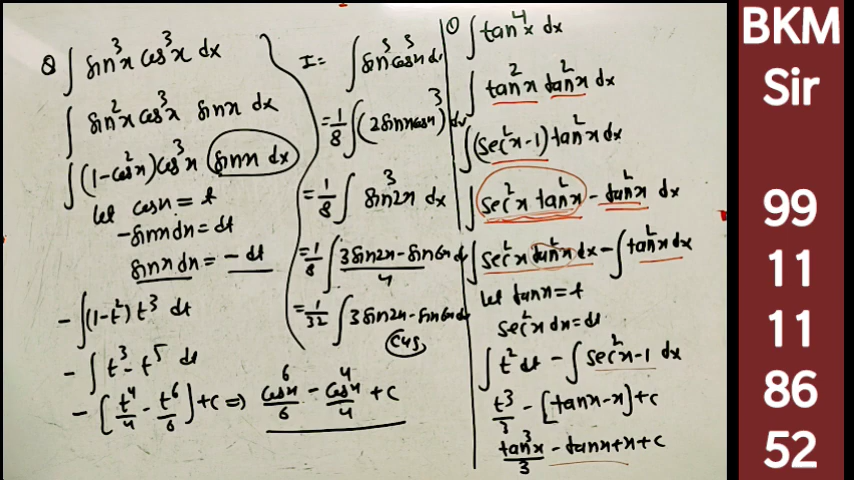 Q ∫ sin³x cos³x dx
∫ sin²x cos³x sinx dx
∫ (1-cos²x)cos³x sinx dx
let cosx = t
-sinx dx = dt
sinx dx = - dt
- ∫(1-t²) t³ dt
- ∫ t³ - t⁵ dt
- [t⁴/4 - t⁶/6] + c ⇒ cos⁶x/6 - cos⁴x/4 + c
I = ∫ sin³x cos³x dx
= 1/8 ∫ (2sinx cosx)³ dx
= 1/8 ∫ sin³2x dx
= 1/8 ∫ 3sin2x - sin6x/4 dx
= 1/32 ∫ 3sin2x - sin6x dx
Q ∫ tan⁴x dx
∫ tan²x tan²x dx
∫ (sec²x-1) tan²x dx
∫ sec²x tan²x - tan²x dx
∫ sec²x tan²x dx - ∫ tan²x dx
let tanx = t
sec²x dx = dt
∫ t² dt - ∫ sec²x-1 dx
t³/3 - [tanx-x] + c
tan³x/3 - tanx+x+c
BKM
Sir
99
11
11
86
52